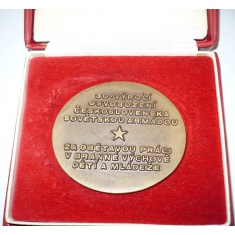 30. VÝROČÍ
OSVOBOZENÍ
ČESKOSLOVENSKA
SOVĚTSKOU ARMÁDOU
ZA OBĚTAVOU PRÁCI
V BRANNÉ VÝCHOVĚ
DĚTÍ A MLÁDEŽE